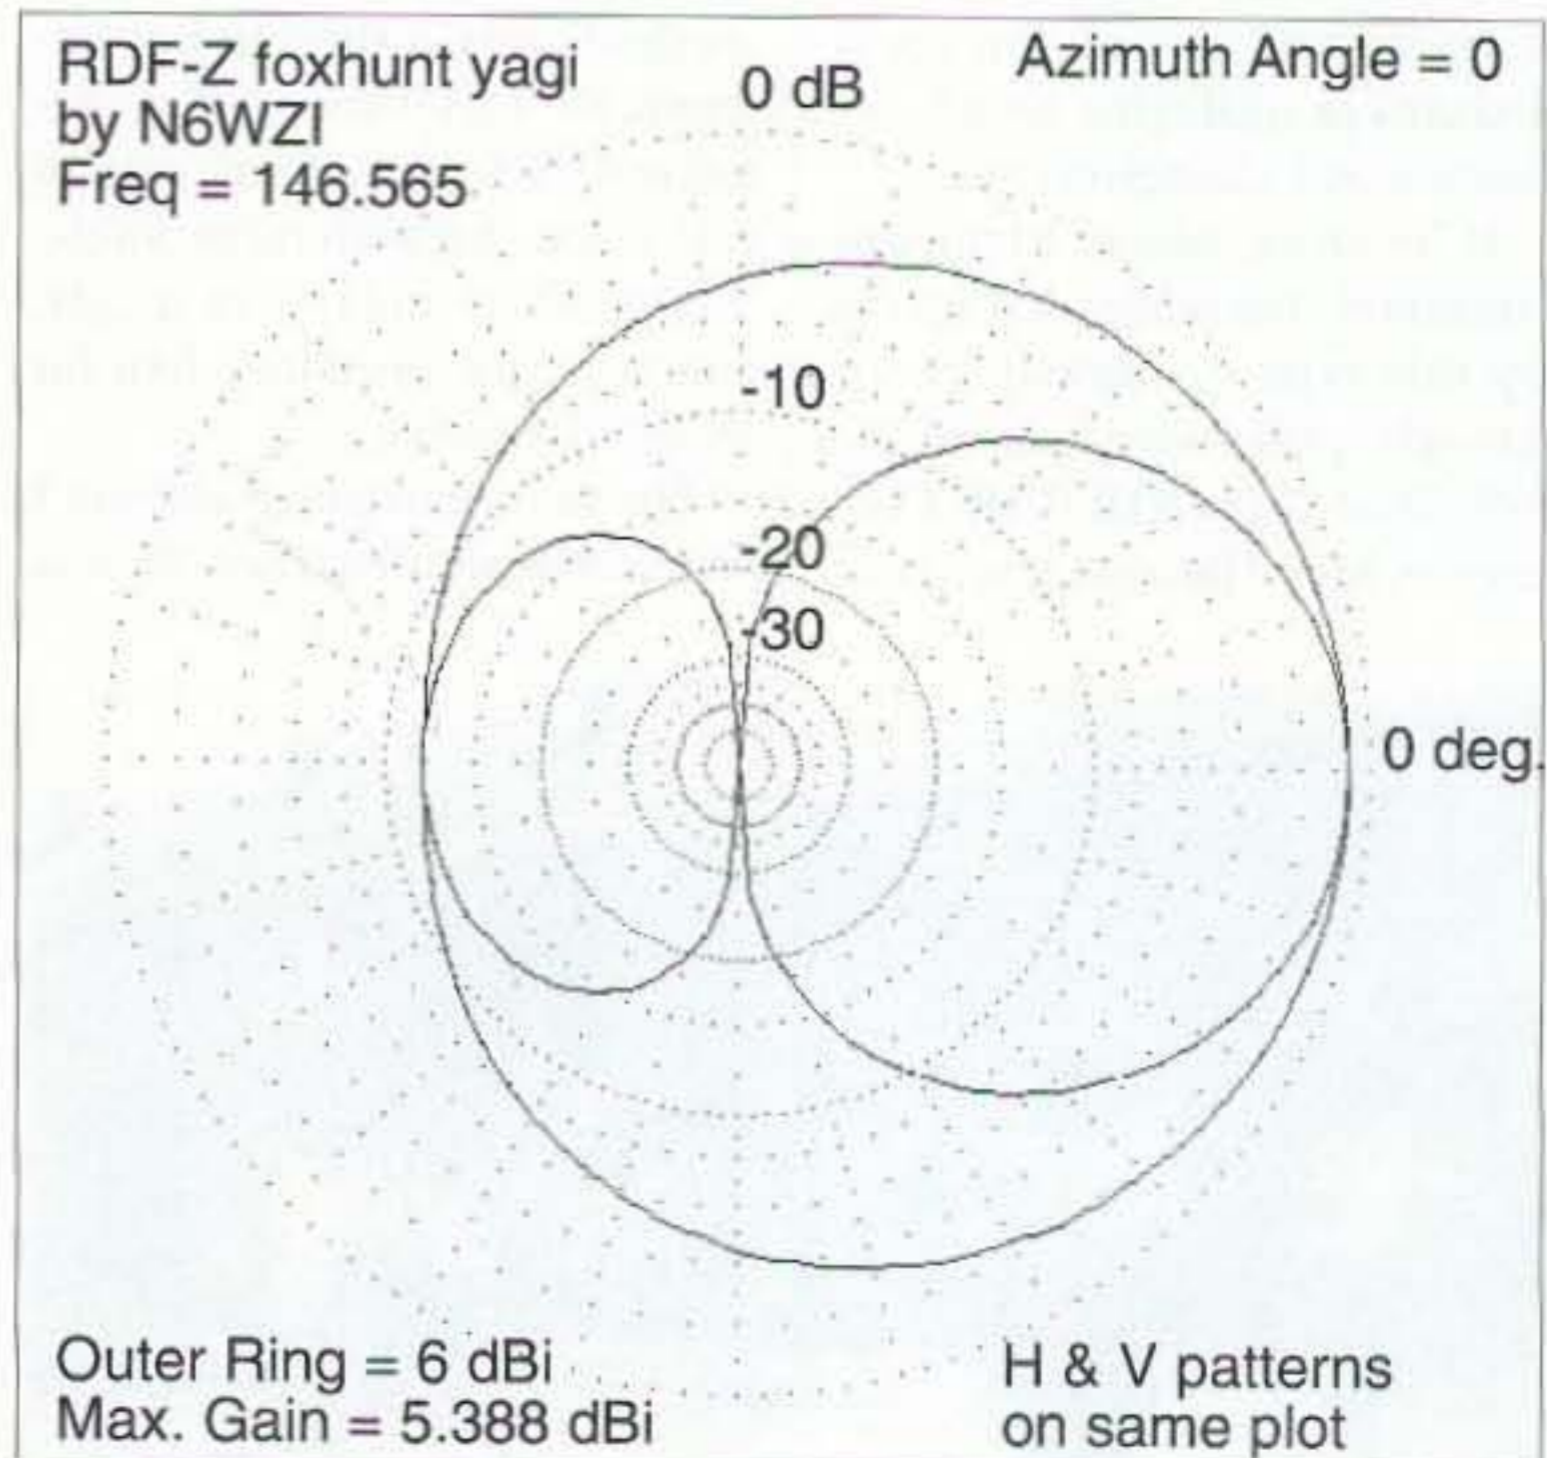 RDF-Z foxhunt yagi
by N6WZI
Freq = 146.565
0 dB
Azimuth Angle = 0
-10
-20
-30
0 deg.
Outer Ring = 6 dBi
Max. Gain = 5.388 dBi
H & V patterns
on same plot